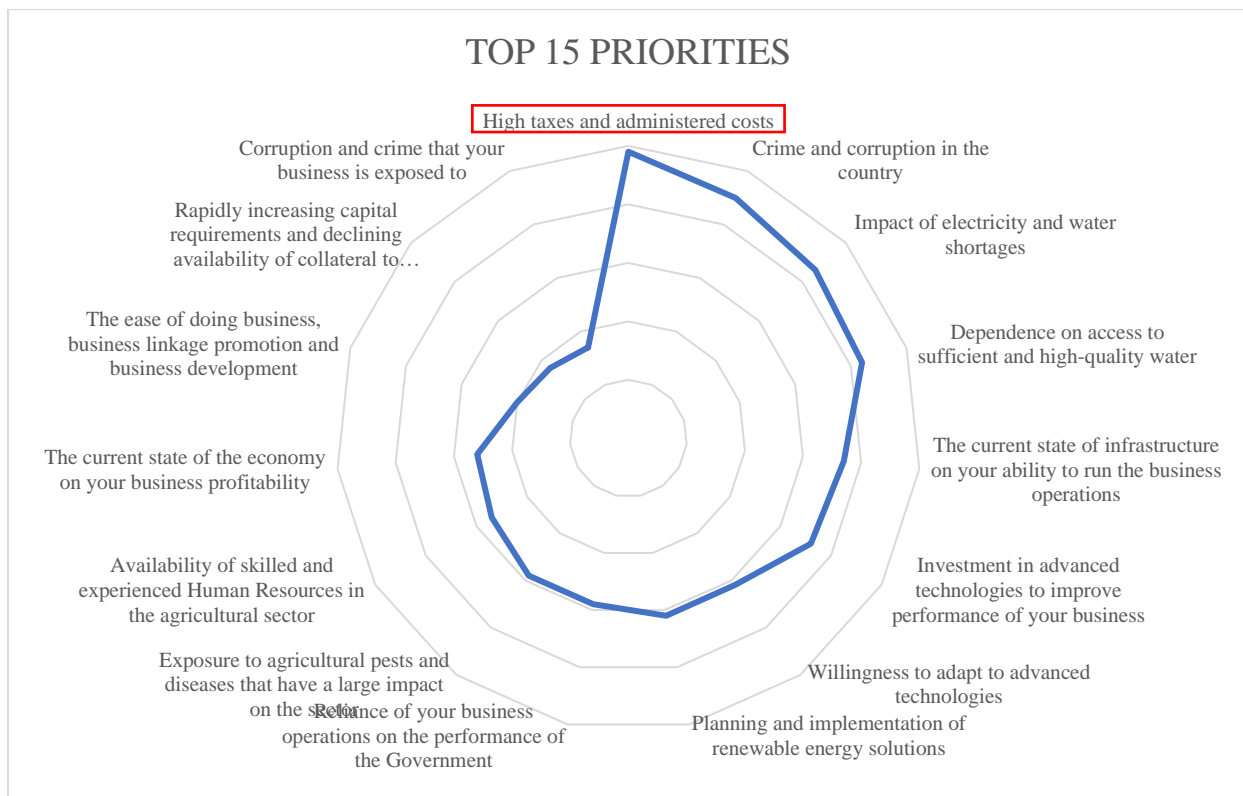 TOP 15 PRIORITIES
High taxes and administered costs
Crime and corruption in the
country
Impact of electricity and water
shortages
Dependence on access to
sufficient and high-quality water
The current state of infrastructure
on your ability to run the business
operations
Investment in advanced
technologies to improve
performance of your business
Willingness to adapt to advanced
technologies
Planning and implementation of
renewable energy solutions
Reliance of your business
operations on the performance of
the Government
Exposure to agricultural pests and
diseases that have a large impact
on the sector
Availability of skilled and
experienced Human Resources in
the agricultural sector
The current state of the economy
on your business profitability
The ease of doing business,
business linkage promotion and
business development
Rapidly increasing capital
requirements and declining
availability of collateral to…
Corruption and crime that your
business is exposed to